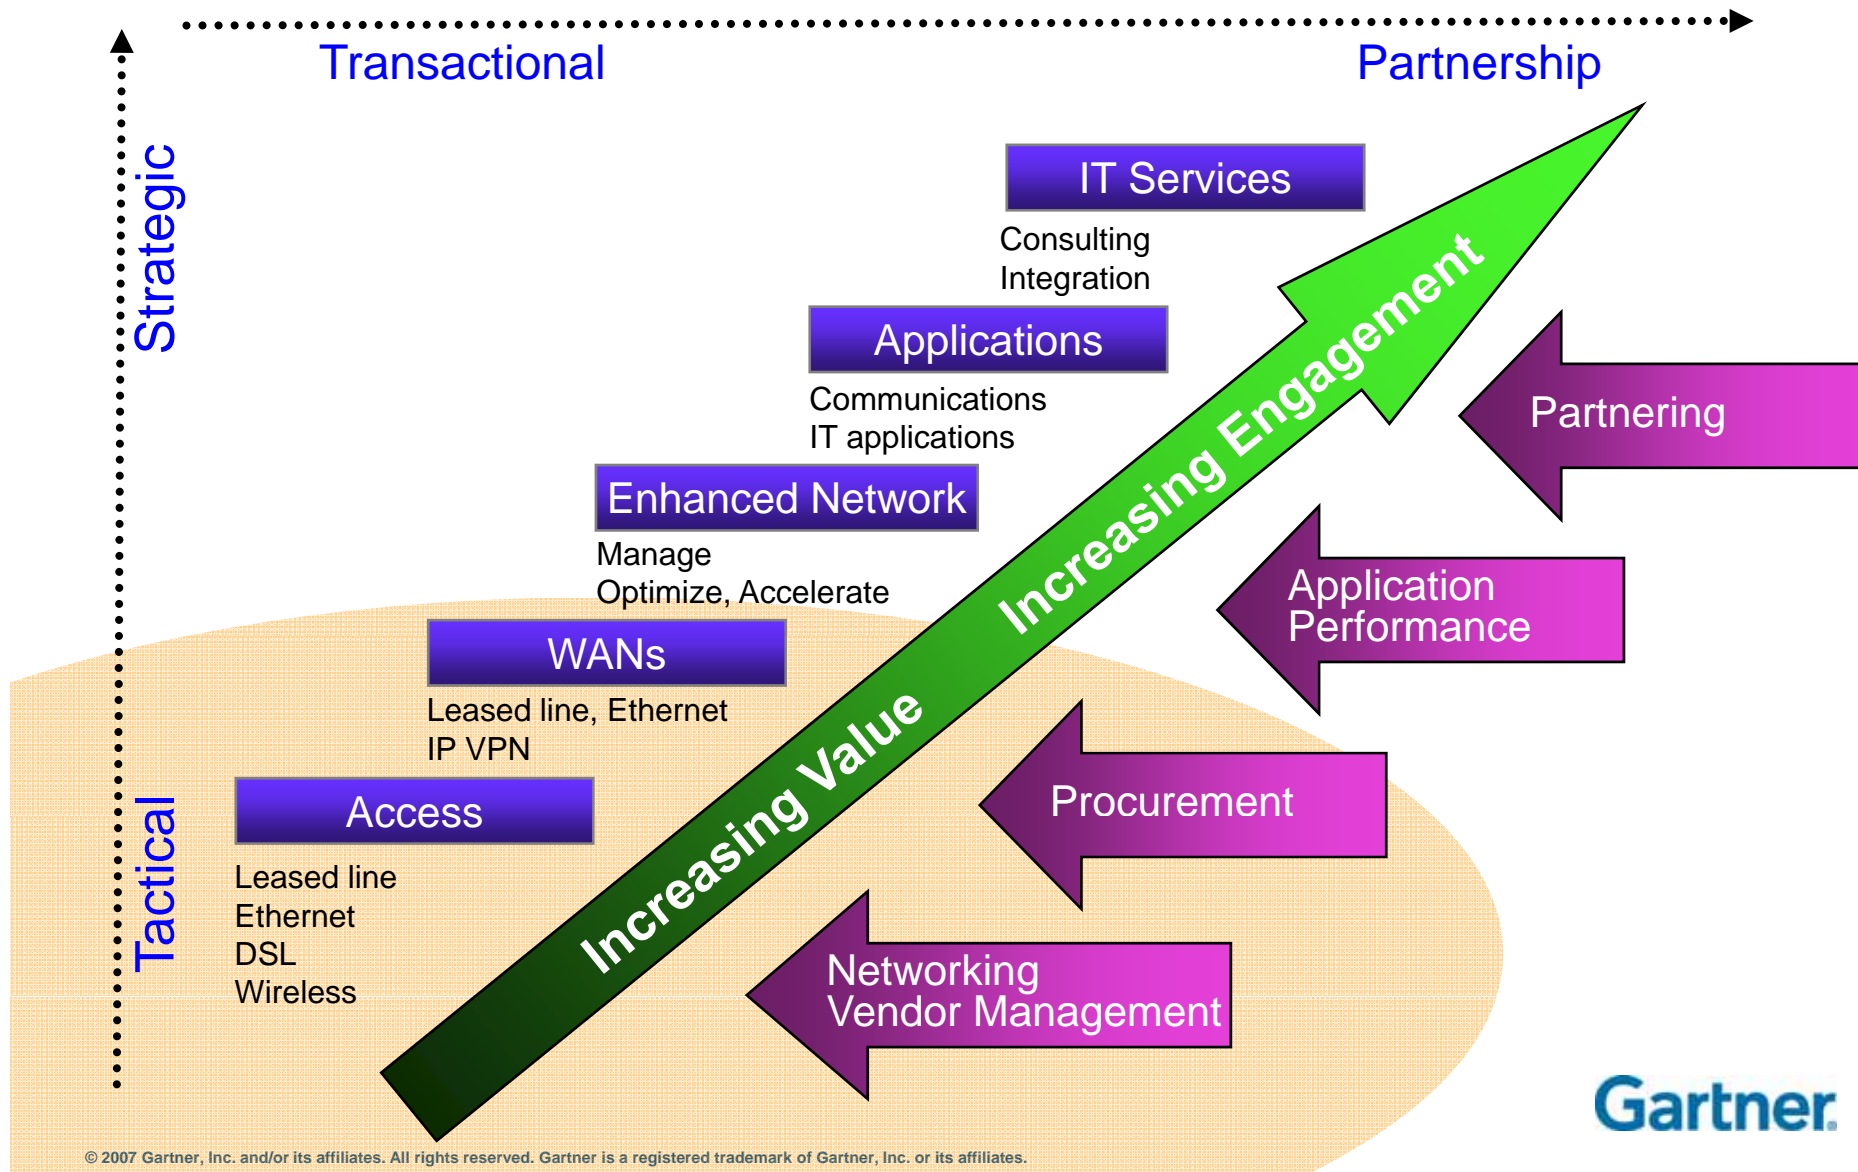 Transactional
Partnership
Strategic
Tactical
IT Services
Consulting
Integration
Applications
Communications
IT applications
Enhanced Network
Manage
Optimize, Accelerate
WANs
Leased line, Ethernet
IP VPN
Access
Leased line
Ethernet
DSL
Wireless
Increasing Value
Increasing Engagement
Partnering
Application
Performance
Procurement
Networking
Vendor Management
Gartner.
© 2007 Gartner, Inc. and/or its affiliates. All rights reserved. Gartner is a registered trademark of Gartner, Inc. or its affiliates.